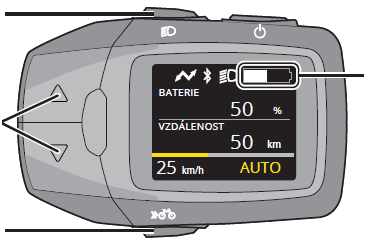 BATERIE
50 %
VZDÁLENOST
50 km
25 km/h AUTO